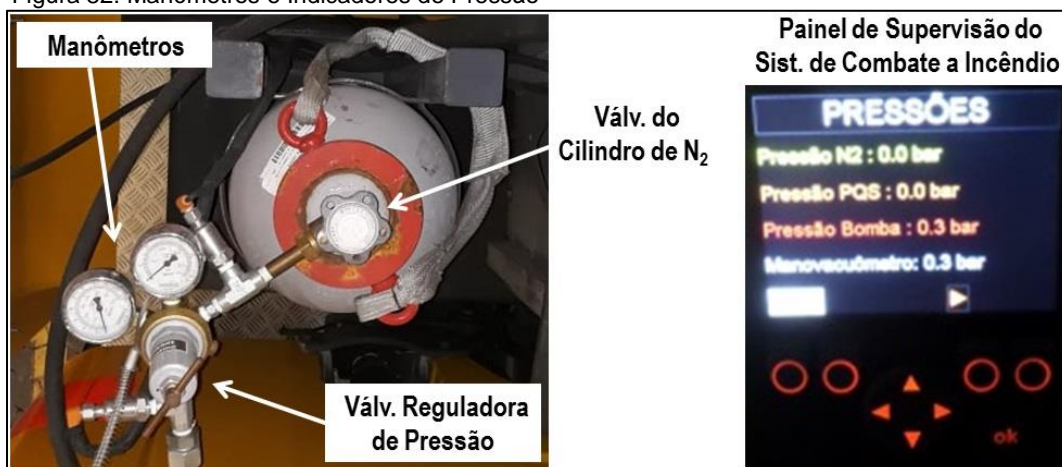 Figura 52. Manômetros e Indicadores de Pressão
Manômetros
Válv. do
Cilindro de N₂
Válv. Reguladora
de Pressão
Painel de Supervisão do
Sist. de Combate a Incêndio
PRESSÕES
Pressão N2 : 0.0 bar
Pressão PQS : 0.0 bar
Pressão Bomba : 0.3 bar
Manovacuômetro: 0.3 bar
ok